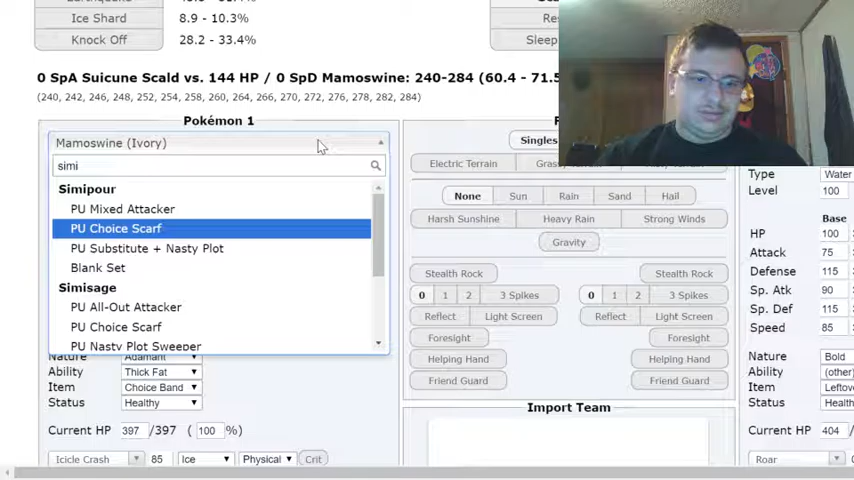 Ice Shard 8.9 - 10.3% Res
Knock Off 28.2 - 33.4% Sleep
0 SpA Suicune Scald vs. 144 HP / 0 SpD Mamoswine: 240-284 (60.4 - 71.5
(240, 242, 246, 248, 252, 254, 258, 260, 264, 266, 270, 272, 276, 278, 282, 284)
Pokémon 1
Mamoswine (Ivory)
simi
Simipour
PU Mixed Attacker
PU Choice Scarf
PU Substitute + Nasty Plot
Blank Set
Simisage
PU All-Out Attacker
PU Choice Scarf
PU Nasty Plot Sweeper
Nature Adamant
Ability Thick Fat
Item Choice Band
Status Healthy
Current HP 397 /397 ( 100 %)
Icicle Crash 85 Ice Physical Crit
Singles
Electric Terrain
None Sun Rain Sand Hail
Harsh Sunshine Heavy Rain Strong Winds
Gravity
Stealth Rock Stealth Rock
0 1 2 3 Spikes 0 1 2 3 Spikes
Reflect Light Screen Reflect Light Screen
Foresight Foresight
Helping Hand Helping Hand
Friend Guard Friend Guard
Import Team
Type Water
Level 100
Base
HP 100
Attack 75
Defense 115
Sp. Atk 90
Sp. Def 115
Speed 85
Nature Bold
Ability (other)
Item Leftov
Status Health
Current HP 404
Roar 0